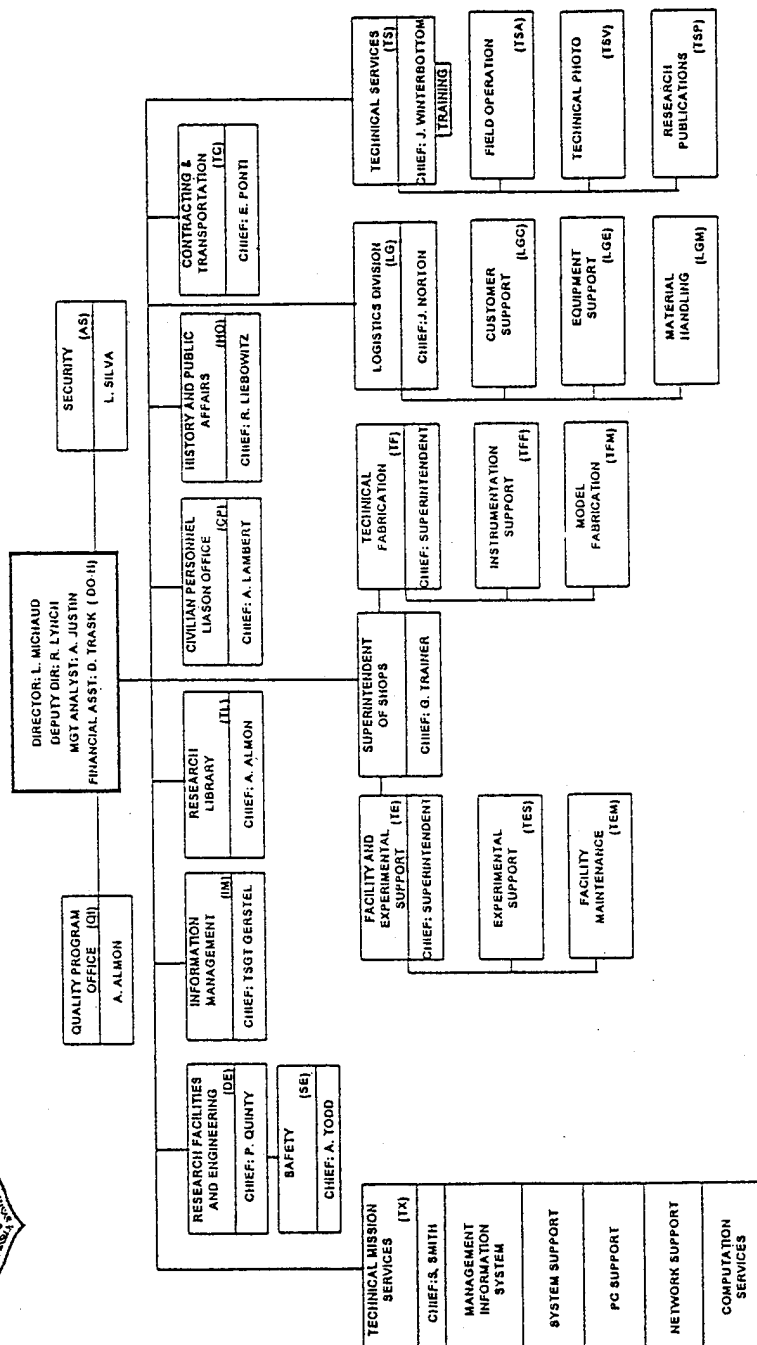 DIRECTOR: L. MICHAUD
DEPUTY DIR: R. LYNCH
MGT ANALYST: A. JUSTIN
FINANCIAL ASST: D. TRASK (DO-H)
QUALITY PROGRAM
OFFICE (QI)
A. ALMON
SECURITY
(AS)
L. SILVA
RESEARCH FACILITIES
AND ENGINEERING
(DE)
CHIEF: P. QUINTY
SAFETY
(SE)
CHIEF: A. TODD
INFORMATION
MANAGEMENT
(IM)
CHIEF: TSGT GERSTEL
RESEARCH
LIBRARY
(TL)
CHIEF: A. ALMON
CIVILIAN PERSONNEL
LIASON OFFICE
(CP)
CHIEF: A. LAMBERT
HISTORY AND PUBLIC
AFFAIRS
(HO)
CHIEF: R. LIEBOWITZ
CONTRACTING &
TRANSPORTATION
(TC)
CHIEF: E. PONTI
TECHNICAL MISSION
SERVICES
(TX)
CHIEF: S. SMITH
MANAGEMENT
INFORMATION
SYSTEM
SYSTEM SUPPORT
PC SUPPORT
NETWORK SUPPORT
COMPUTATION
SERVICES
FACILITY AND
EXPERIMENTAL
SUPPORT (TE)
CHIEF: SUPERINTENDENT
EXPERIMENTAL
SUPPORT
(TES)
FACILITY
MAINTENANCE
(TEM)
SUPERINTENDENT
OF SHOPS
CHIEF: G. TRAINER
TECHNICAL
FABRICATION
(TF)
CHIEF: SUPERINTENDENT
INSTRUMENTATION
SUPPORT
(TFF)
MODEL
FABRICATION
(TFM)
LOGISTICS DIVISION
(LG)
CHIEF: J. NORTON
CUSTOMER
SUPPORT
(LGC)
EQUIPMENT
SUPPORT
(LGE)
MATERIAL
HANDLING
(LGM)
TECHNICAL SERVICES
(TS)
CHIEF: J. WINTERBOTTOM
TRAINING
FIELD OPERATION
(TSA)
TECHNICAL PHOTO
(TSV)
RESEARCH
PUBLICATIONS
(TSP)